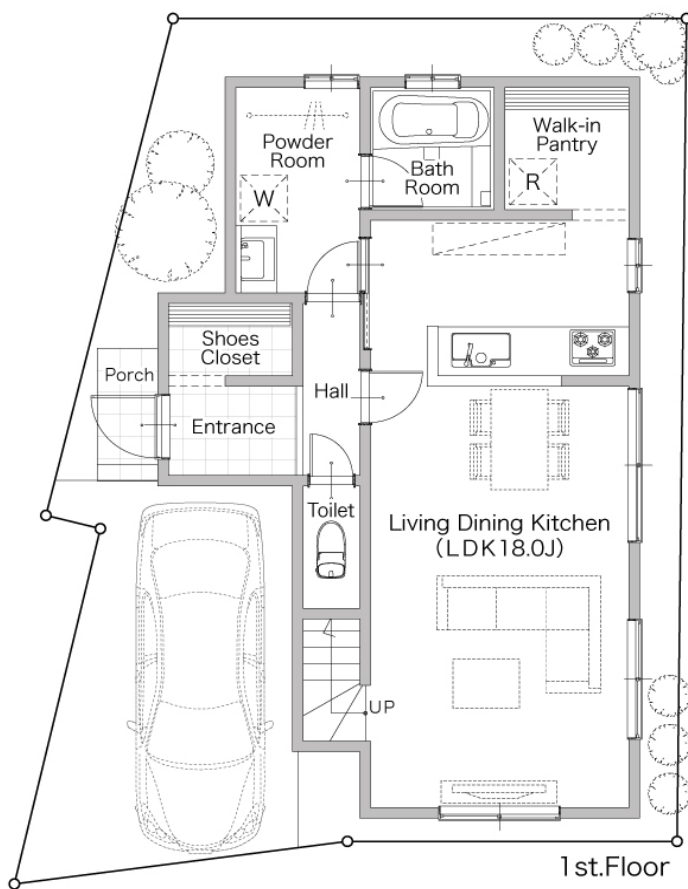 Powder
Room
W
Bath
Room
Walk-in
Pantry
R
Shoes
Closet
Porch
Hall
Entrance
Toilet
Living Dining Kitchen
(LDK18.0J)
UP
1st.Floor